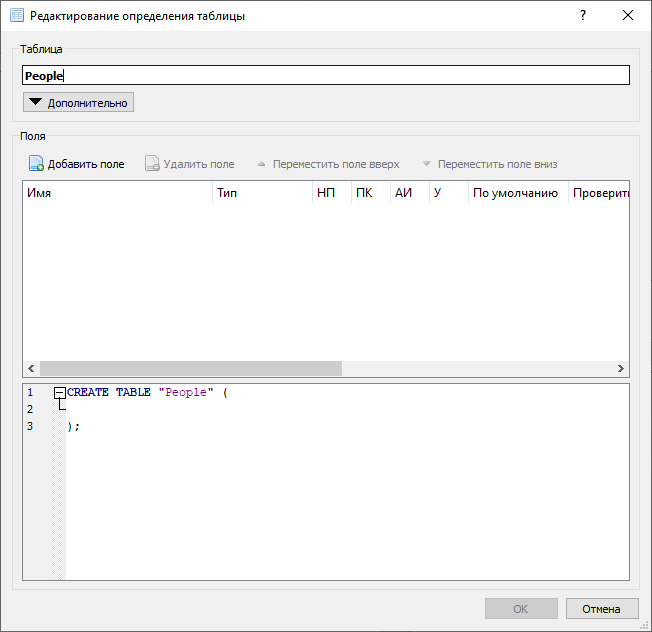 Редактирование определения таблицы
?
Таблица
People
Дополнительно
Поля
Добавить поле Удалить поле Переместить поле вверх Переместить поле вниз
Имя Тип НП ПК АИ У По умолчанию Проверить
1 CREATE TABLE "People" (
2
3 );
OK Отмена